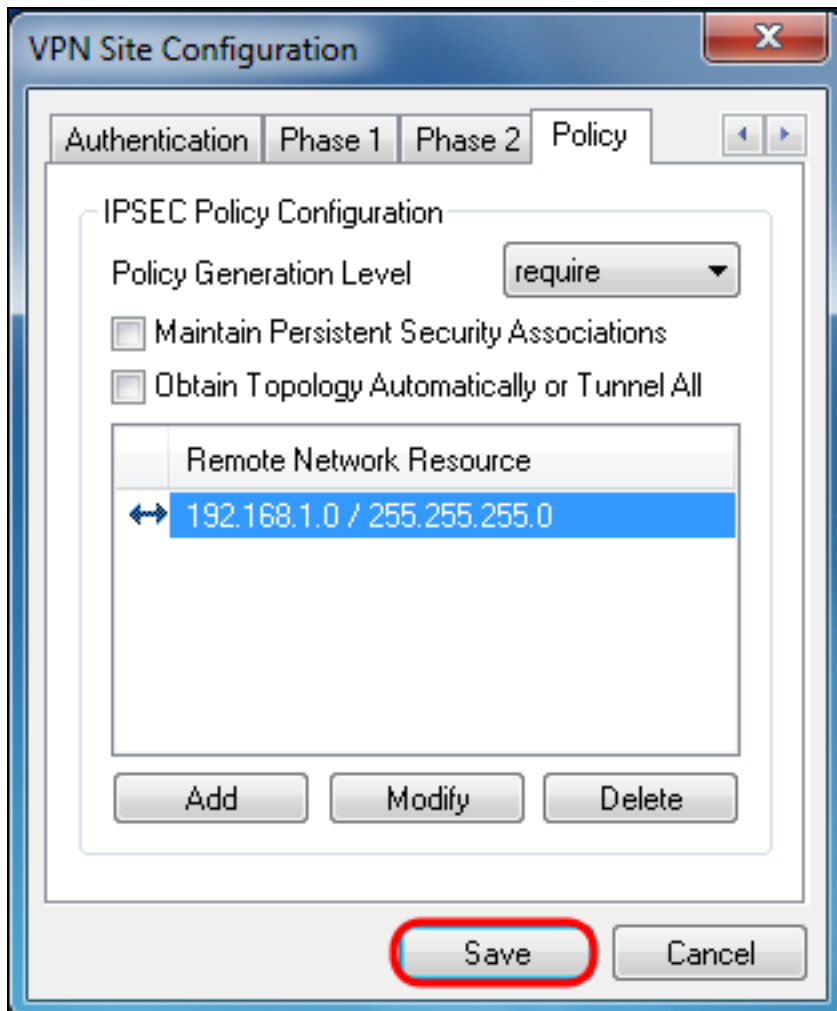 VPN Site Configuration
Authentication Phase 1 Phase 2 Policy
IPSEC Policy Configuration
Policy Generation Level require
Maintain Persistent Security Associations
Obtain Topology Automatically or Tunnel All
Remote Network Resource
192.168.1.0 / 255.255.255.0
Add Modify Delete
Save Cancel